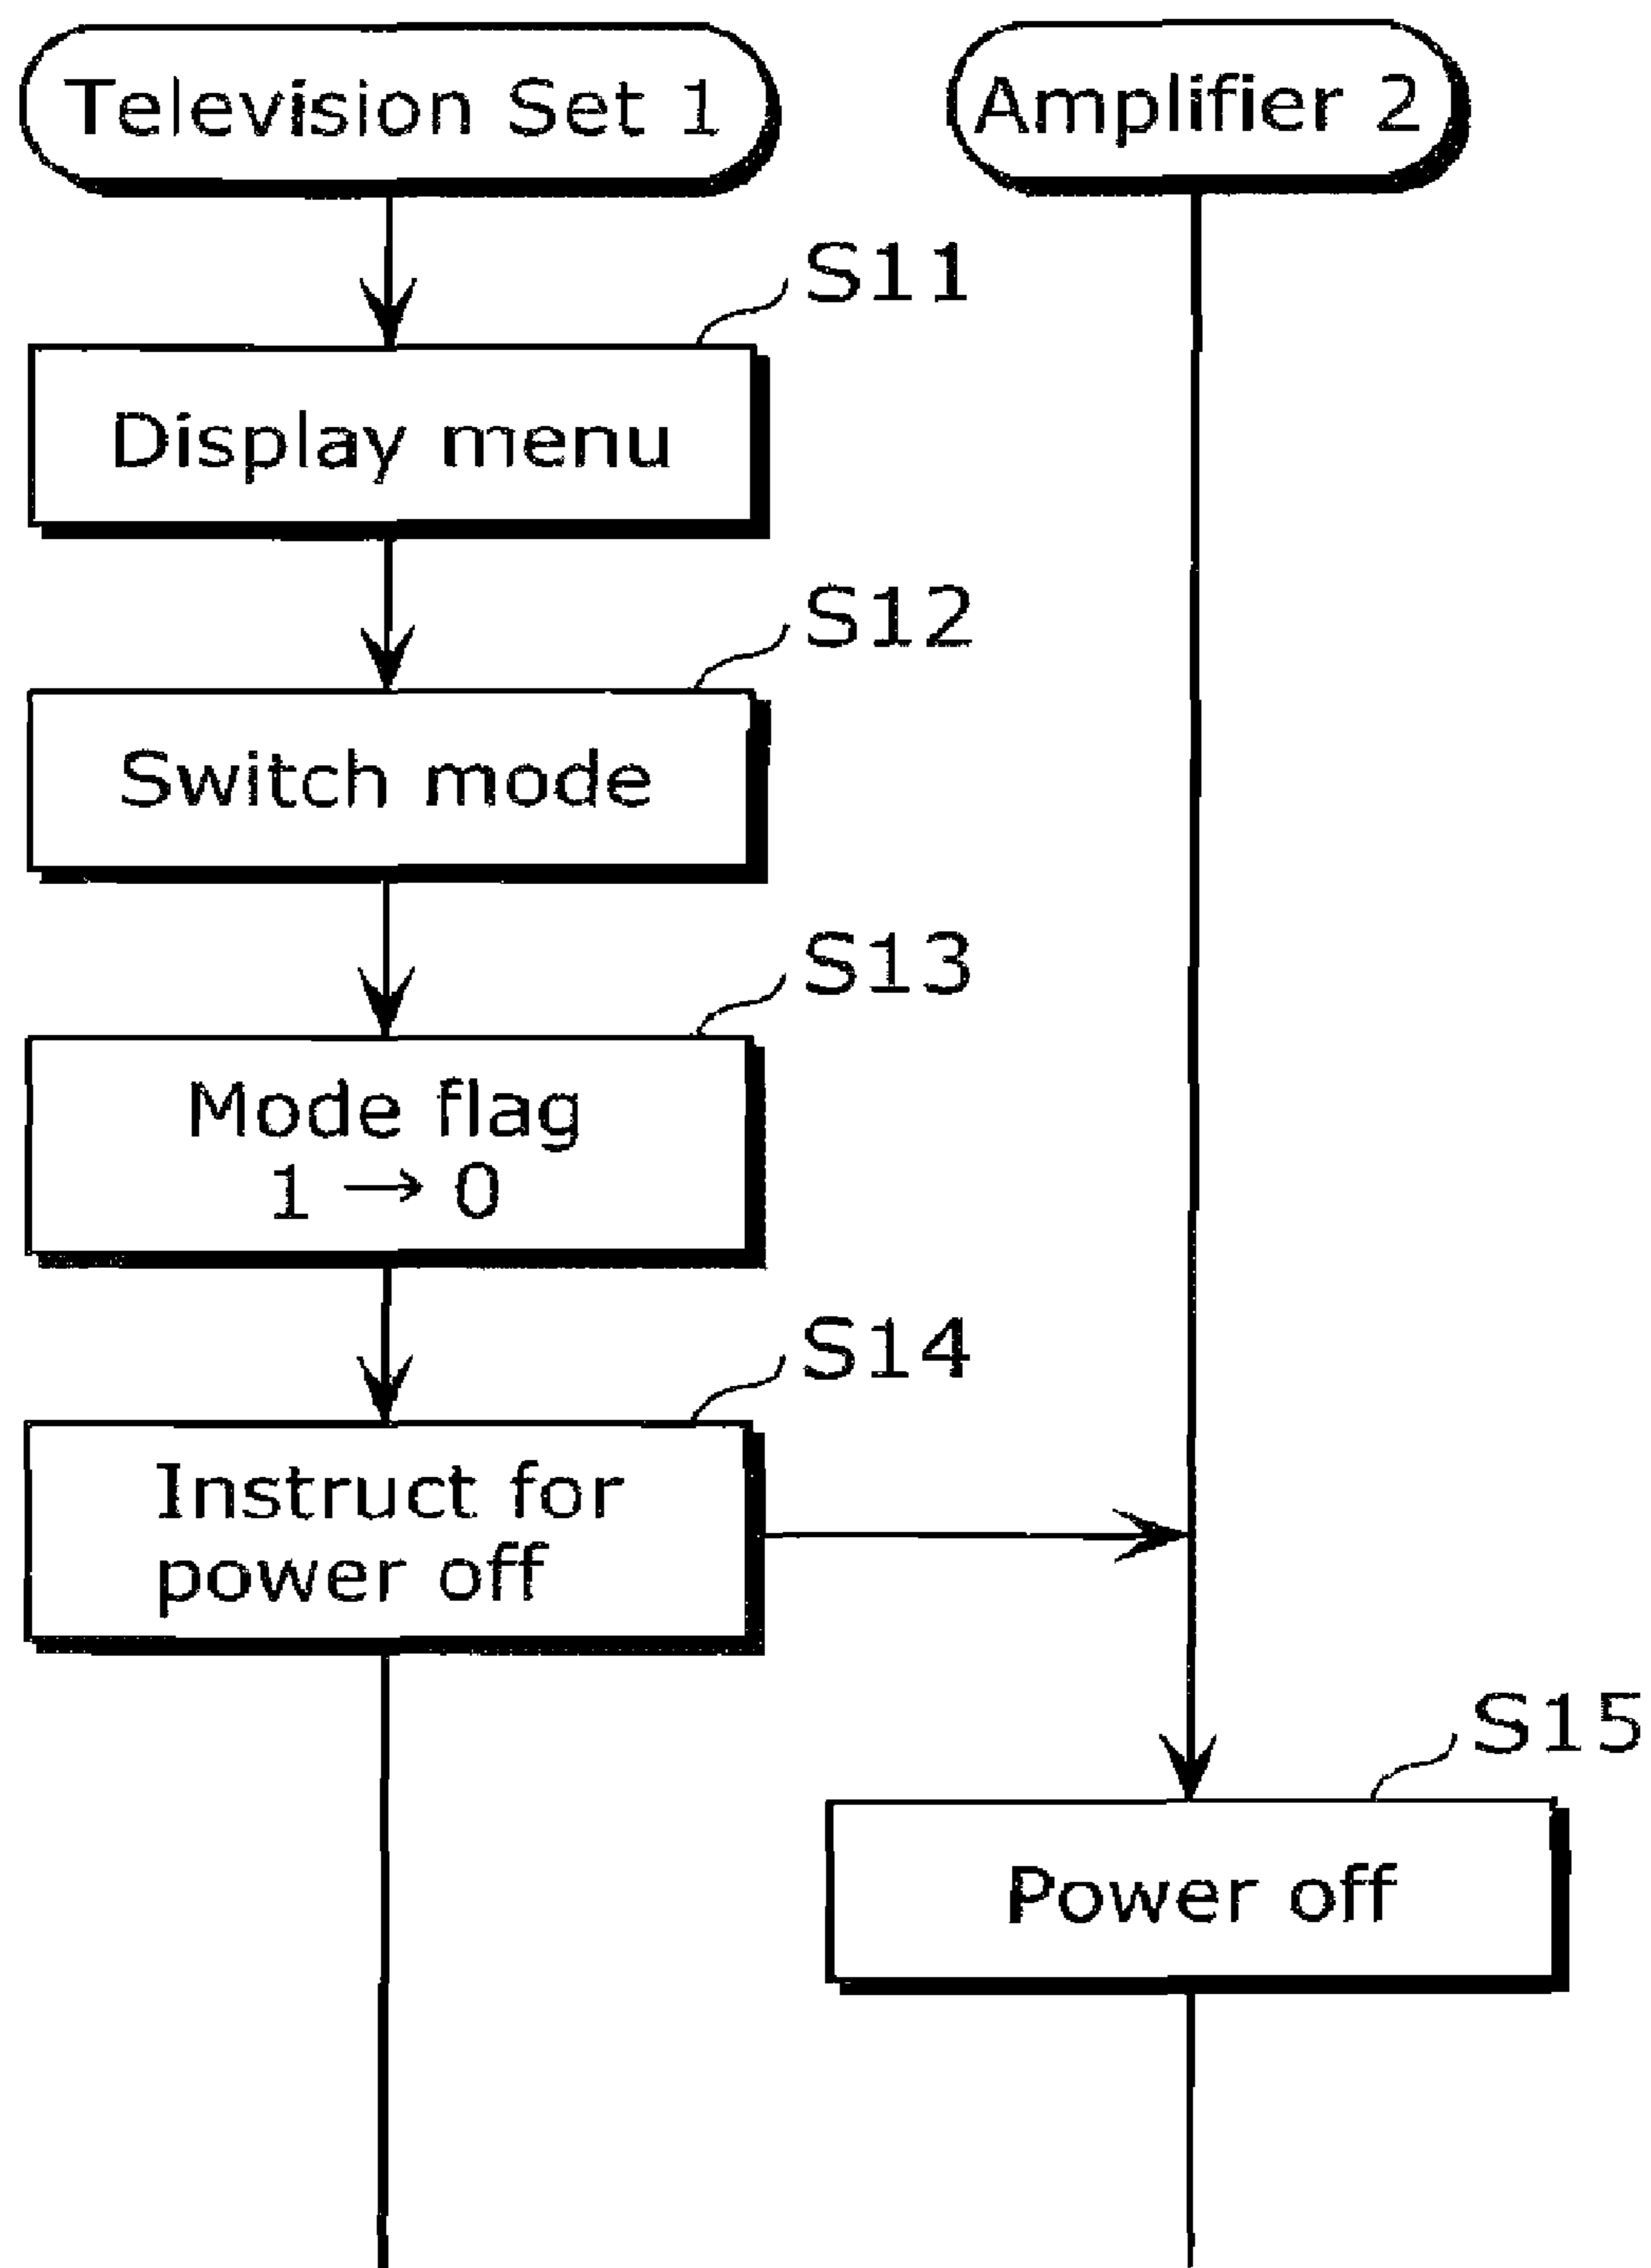 Television Set 1
Amplifier 2
S11
Display menu
S12
Switch mode
S13
Mode flag
1 → 0
S14
Instruct for
power off
S15
Power off